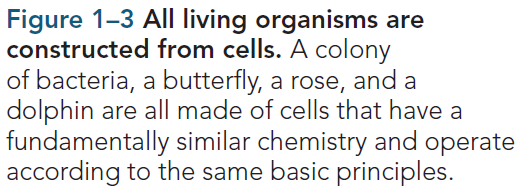 Figure 1–3 All living organisms are
constructed from cells. A colony
of bacteria, a butterfly, a rose, and a
dolphin are all made of cells that have a
fundamentally similar chemistry and operate
according to the same basic principles.